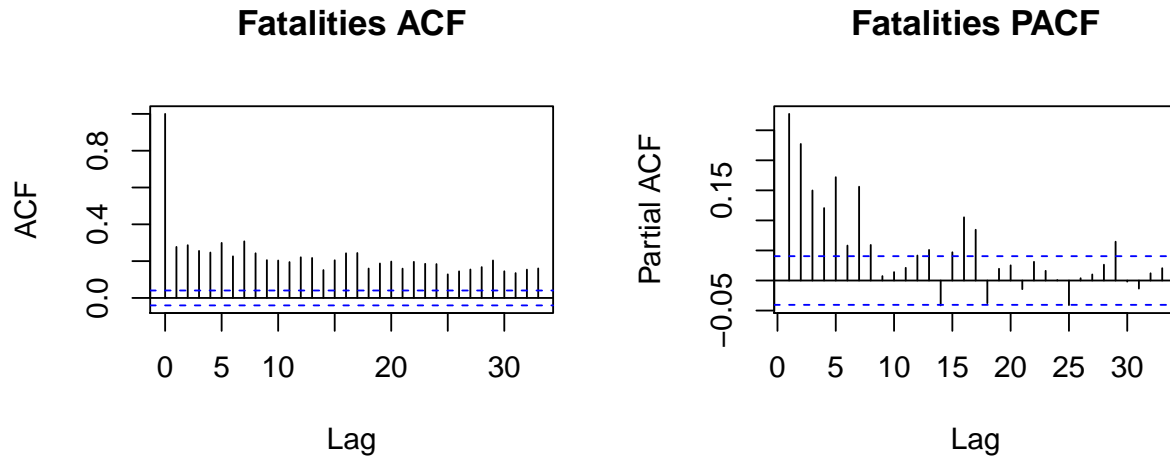 Fatalities ACF
ACF
0.0 0.4 0.8
0 5 10 20 30
Lag
Fatalities PACF
Partial ACF
−0.05 0.15
0 5 10 15 20 25 30
Lag